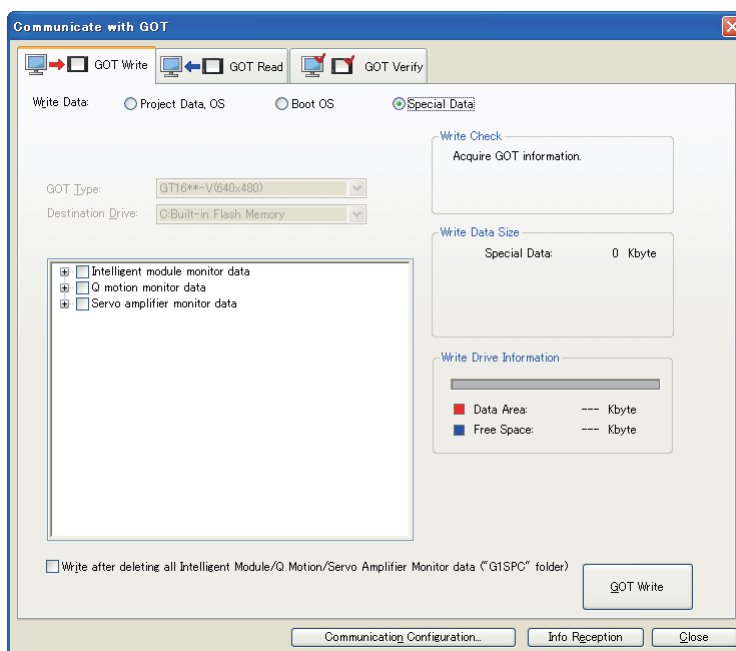 Communicate with GOT
GOT Write
GOT Read
GOT Verify
Write Data:
Project Data, OS
Boot OS
Special Data
Write Check
Acquire GOT information.
GOT Type:
GT16**-V(640x480)
Destination Drive:
C:Built-in Flash Memory
Write Data Size
Special Data: 0 Kbyte
Intelligent module monitor data
Q motion monitor data
Servo amplifier monitor data
Write Drive Information
Data Area: --- Kbyte
Free Space: --- Kbyte
Write after deleting all Intelligent Module/Q Motion/Servo Amplifier Monitor data ("G1SPC" folder)
GOT Write
Communication Configuration...
Info Reception
Close